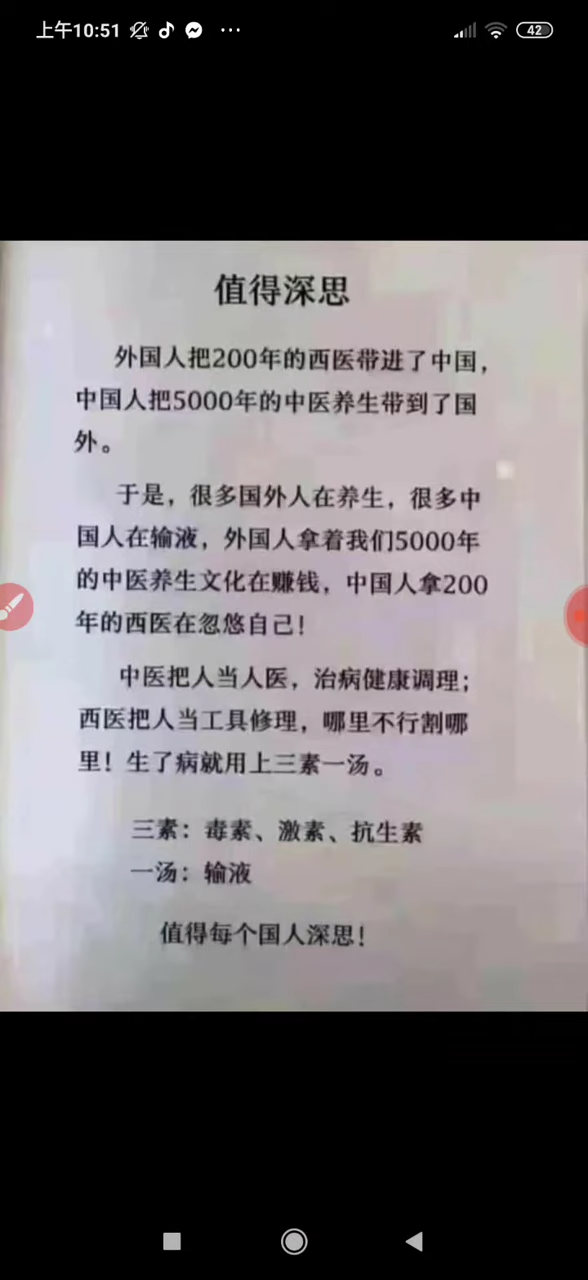 上午10:51
42
值得深思
外国人把200年的西医带进了中国，
中国人把5000年的中医养生带到了国
外。
于是，很多国外人在养生，很多中
国人在输液，外国人拿着我们5000年
的中医养生文化在赚钱，中国人拿200
年的西医在忽悠自己！
中医把人当人医，治病健康调理；
西医把人当工具修理，哪里不行割哪
里！生了病就用上三素一汤。
三素：毒素、激素、抗生素
一汤：输液
值得每个国人深思！